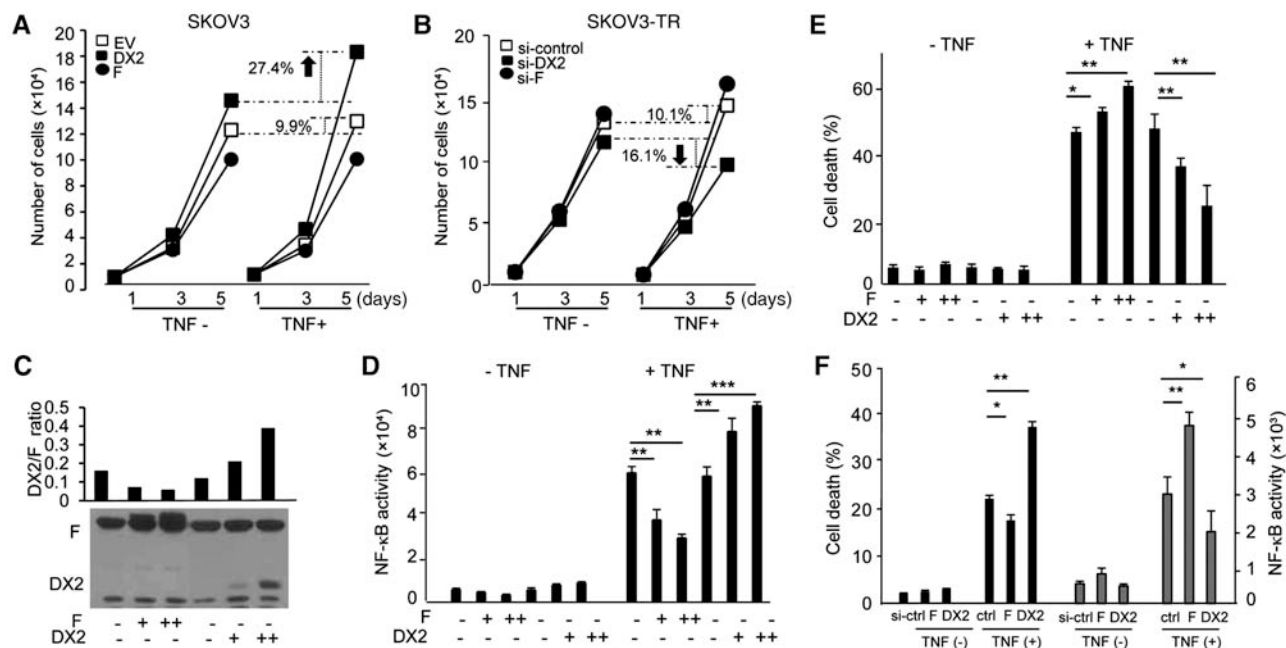 A
SKOV3
EV
DX2
F
Number of cells (×10⁴)
20
18
16
14
12
10
8
6
4
2
0
27.4%
9.9%
1 3 5 1 3 5 (days)
TNF - TNF+
B
SKOV3-TR
si-control
si-DX2
si-F
Number of cells (×10⁴)
20
15
10
5
0
10.1%
16.1%
1 3 5 1 3 5 (days)
TNF - TNF+
C
DX2/F ratio
0.5
0.4
0.3
0.2
0.1
0
F
DX2
F - + ++ - - -
DX2 - - - - + ++
D
- TNF + TNF
NF-κB activity (×10⁴)
10
8
6
4
2
0
** ** ** ***
F - + ++ - - - - + ++ - - -
DX2 - - - - + ++ - - - - + ++
E
- TNF + TNF
Cell death (%)
80
60
40
20
0
* ** ** **
F - + ++ - - - - + ++ - - -
DX2 - - - - + ++ - - - - + ++
F
Cell death (%)
50
40
30
20
10
0
* ** ** *
NF-κB activity (×10³)
6
5
4
3
2
1
0
si-ctrl F DX2 ctrl F DX2 si-ctrl F DX2 ctrl F DX2
TNF (-) TNF (+) TNF (-) TNF (+)